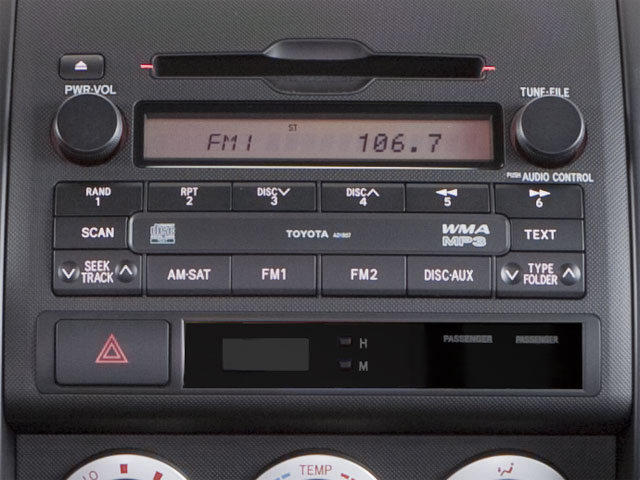 PWR·VOL
TUNE·FILE
ST
FM1 106.7
PUSH AUDIO CONTROL
RAND RPT DISC DISC
1 2 3 4 5 6
SCAN
TOYOTA
WMA
MP3
TEXT
SEEK
TRACK
AM·SAT FM1 FM2 DISC·AUX
TYPE
FOLDER
H
M
PASSENGER PASSENGER
LO
TEMP